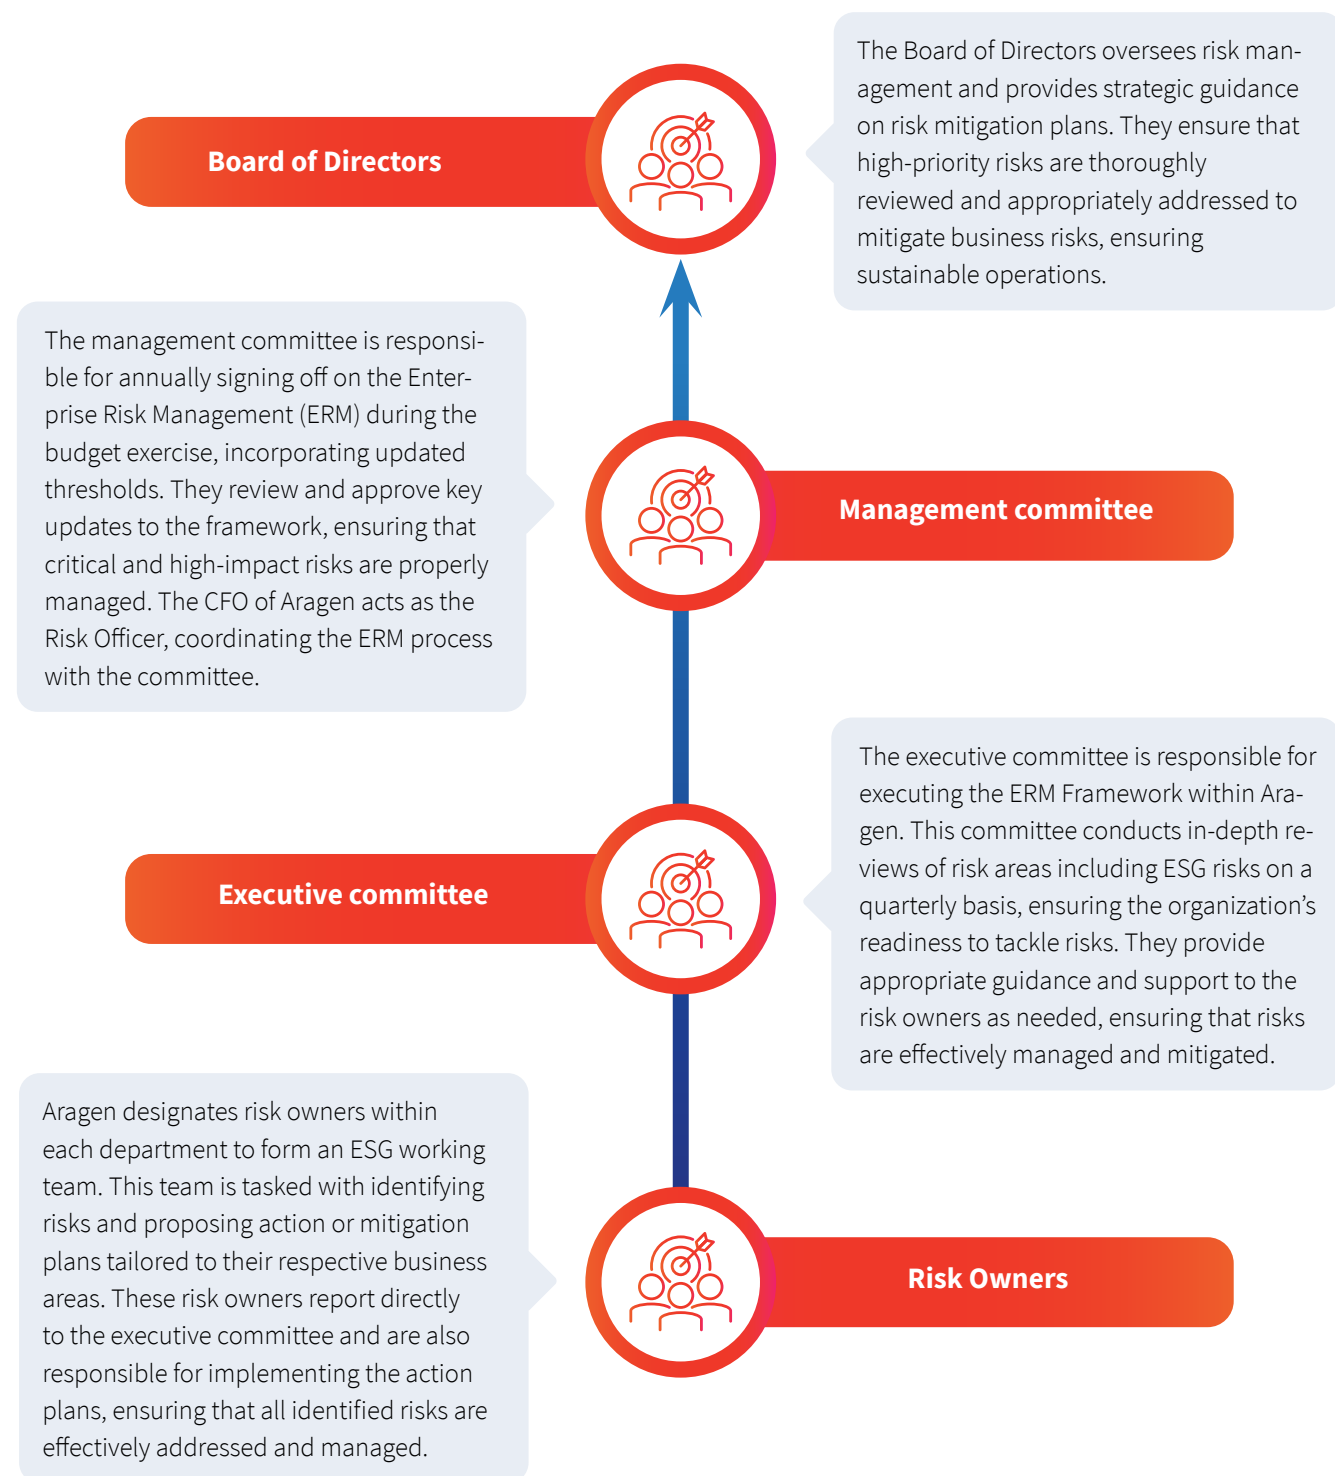 Board of Directors
The Board of Directors oversees risk man-
agement and provides strategic guidance
on risk mitigation plans. They ensure that
high-priority risks are thoroughly
reviewed and appropriately addressed to
mitigate business risks, ensuring
sustainable operations.
The management committee is responsi-
ble for annually signing off on the Enter-
prise Risk Management (ERM) during the
budget exercise, incorporating updated
thresholds. They review and approve key
updates to the framework, ensuring that
critical and high-impact risks are properly
managed. The CFO of Aragen acts as the
Risk Officer, coordinating the ERM process
with the committee.
Management committee
Executive committee
The executive committee is responsible for
executing the ERM Framework within Ara-
gen. This committee conducts in-depth re-
views of risk areas including ESG risks on a
quarterly basis, ensuring the organization’s
readiness to tackle risks. They provide
appropriate guidance and support to the
risk owners as needed, ensuring that risks
are effectively managed and mitigated.
Aragen designates risk owners within
each department to form an ESG working
team. This team is tasked with identifying
risks and proposing action or mitigation
plans tailored to their respective business
areas. These risk owners report directly
to the executive committee and are also
responsible for implementing the action
plans, ensuring that all identified risks are
effectively addressed and managed.
Risk Owners